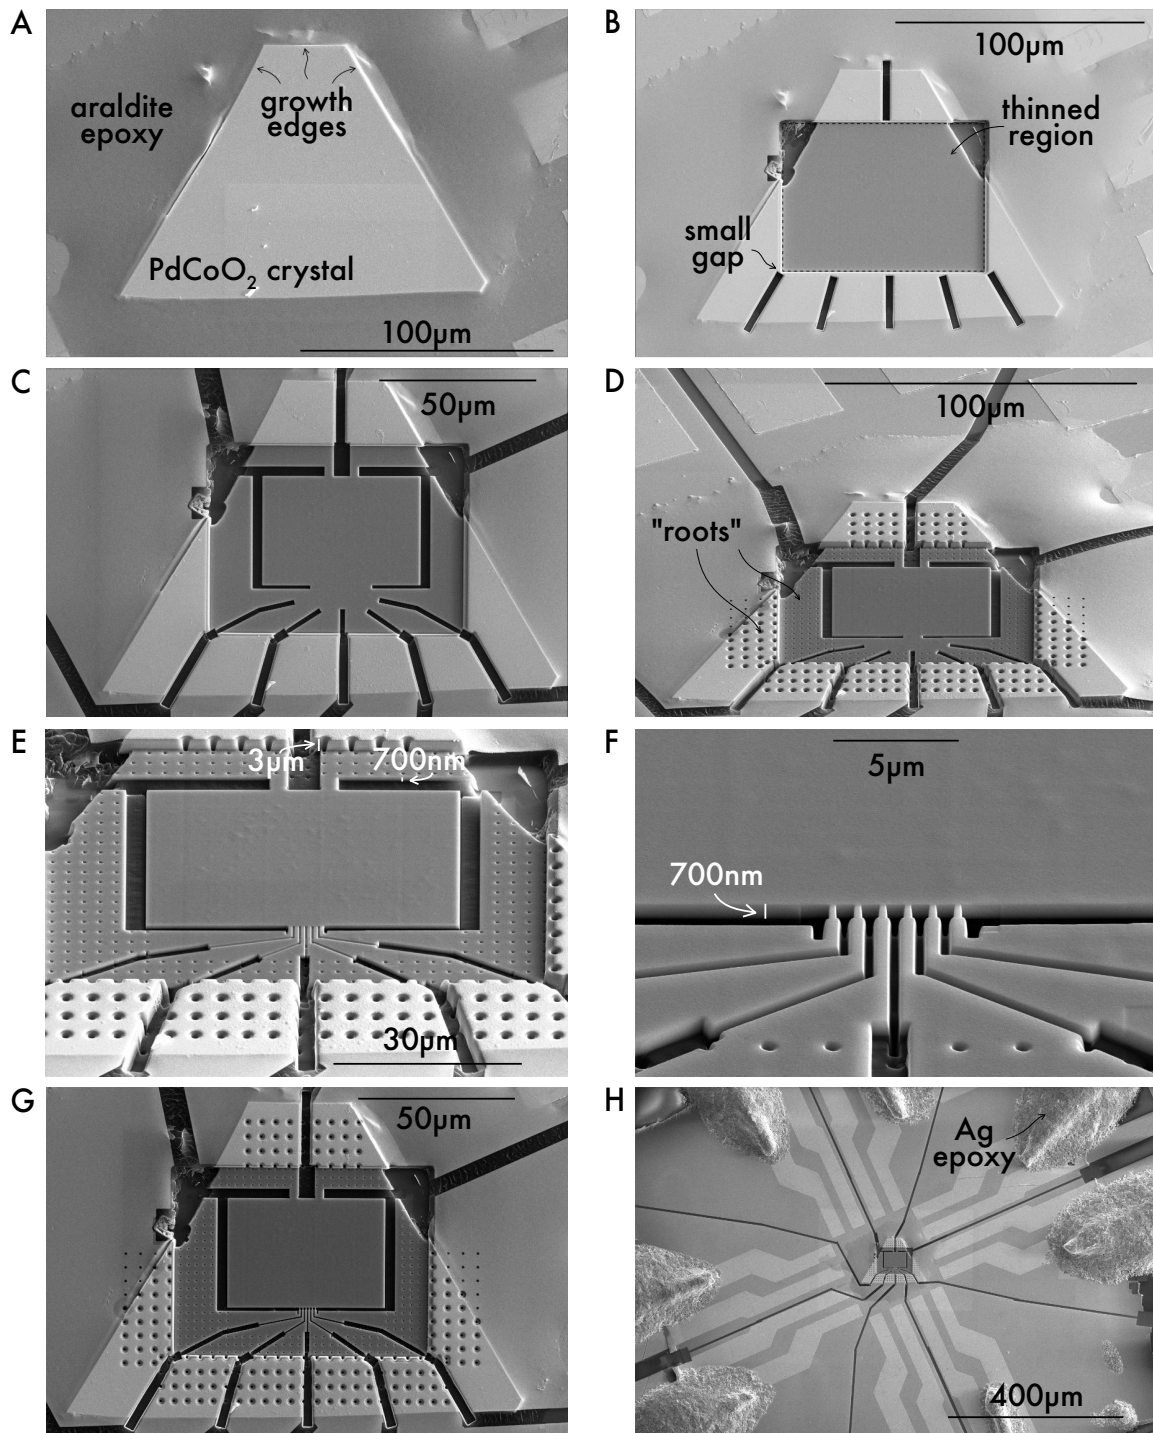 A
araldite
epoxy
growth
edges
PdCoO₂ crystal
100μm
B
100μm
thinned
region
small
gap
C
50μm
D
100μm
"roots"
E
3μm
700nm
30μm
F
5μm
700nm
G
50μm
H
Ag
epoxy
400μm